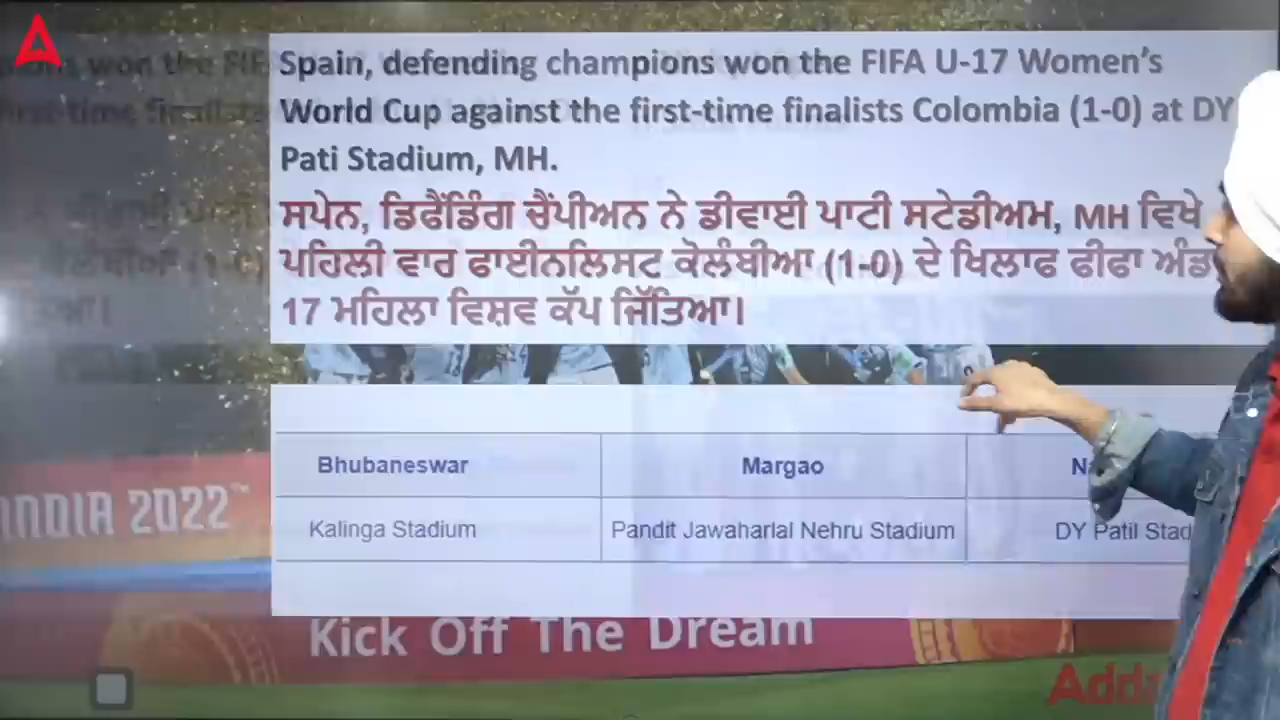 Spain, defending champions won the FIFA U-17 Women's
World Cup against the first-time finalists Colombia (1-0) at DY
Pati Stadium, MH.
ਸਪੇਨ, ਡਿਫੈਂਡਿੰਗ ਚੈਂਪੀਅਨ ਨੇ ਡੀਵਾਈ ਪਾਟੀ ਸਟੇਡੀਅਮ, MH ਵਿਖੇ
ਪਹਿਲੀ ਵਾਰ ਫਾਈਨਲਿਸਟ ਕੋਲੰਬੀਆ (1-0) ਦੇ ਖਿਲਾਫ ਫੀਫਾ
17 ਮਹਿਲਾ ਵਿਸ਼ਵ ਕੱਪ ਜਿੱਤਿਆ।
Bhubaneswar Margao
Kalinga Stadium Pandit Jawaharlal Nehru Stadium DY Patil
INDIA 2022™
Kick Off The Dream